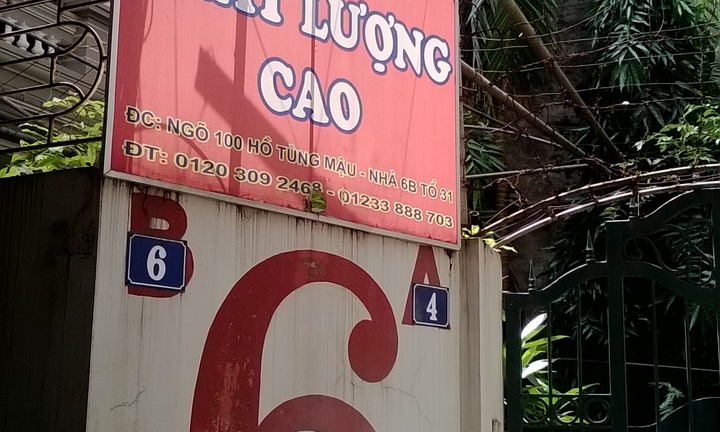 LƯỢNG
CAO
ĐC: NGÕ 100 HỒ TÙNG MẬU - NHÀ 6B TỔ 31
ĐT: 0120 309 2468 - 01233 888 703
B
6
A
4
6